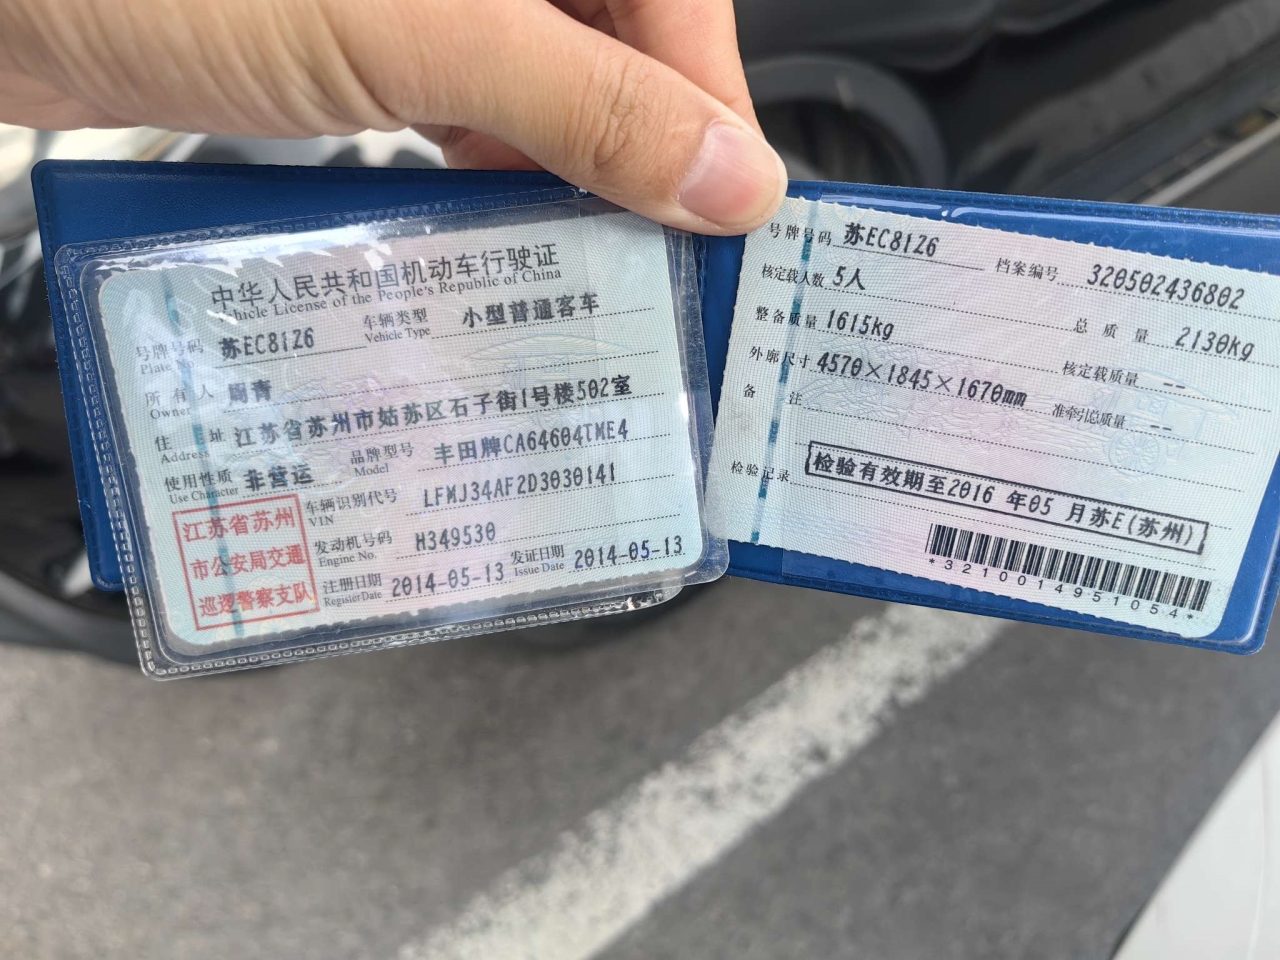 中华人民共和国机动车行驶证
Vehicle License of the People's Republic of China
号牌号码 苏EC8126 车辆类型 小型普通客车
Plate No. Vehicle Type
所有人 周青
Owner
住址 江苏省苏州市姑苏区石子街1号楼502室
Address
使用性质 非营运 品牌型号 丰田牌CA64604TME4
Use Character Model
车辆识别代号 LFMJ34AF2D3030141
VIN
发动机号码 H349530
Engine No.
注册日期 2014-05-13 发证日期 2014-05-13
Register Date Issue Date
江苏省苏州
市公安局交通
巡逻警察支队
号牌号码 苏EC8126 档案编号 320502436802
核定载人数 5人 总质量 2130kg
整备质量 1615kg 核定载质量 --
外廓尺寸 4570×1845×1670mm 准牵引总质量 --
备注
检验记录 检验有效期至2016 年05 月苏E(苏州)
*3210014951054*